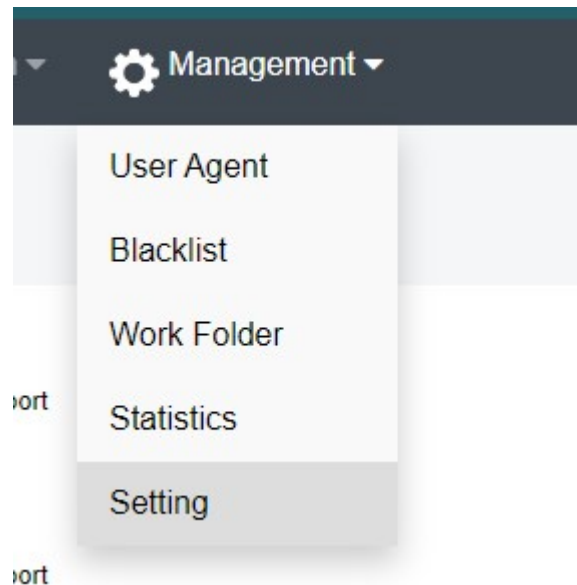 Management
User Agent
Blacklist
Work Folder
Statistics
Setting